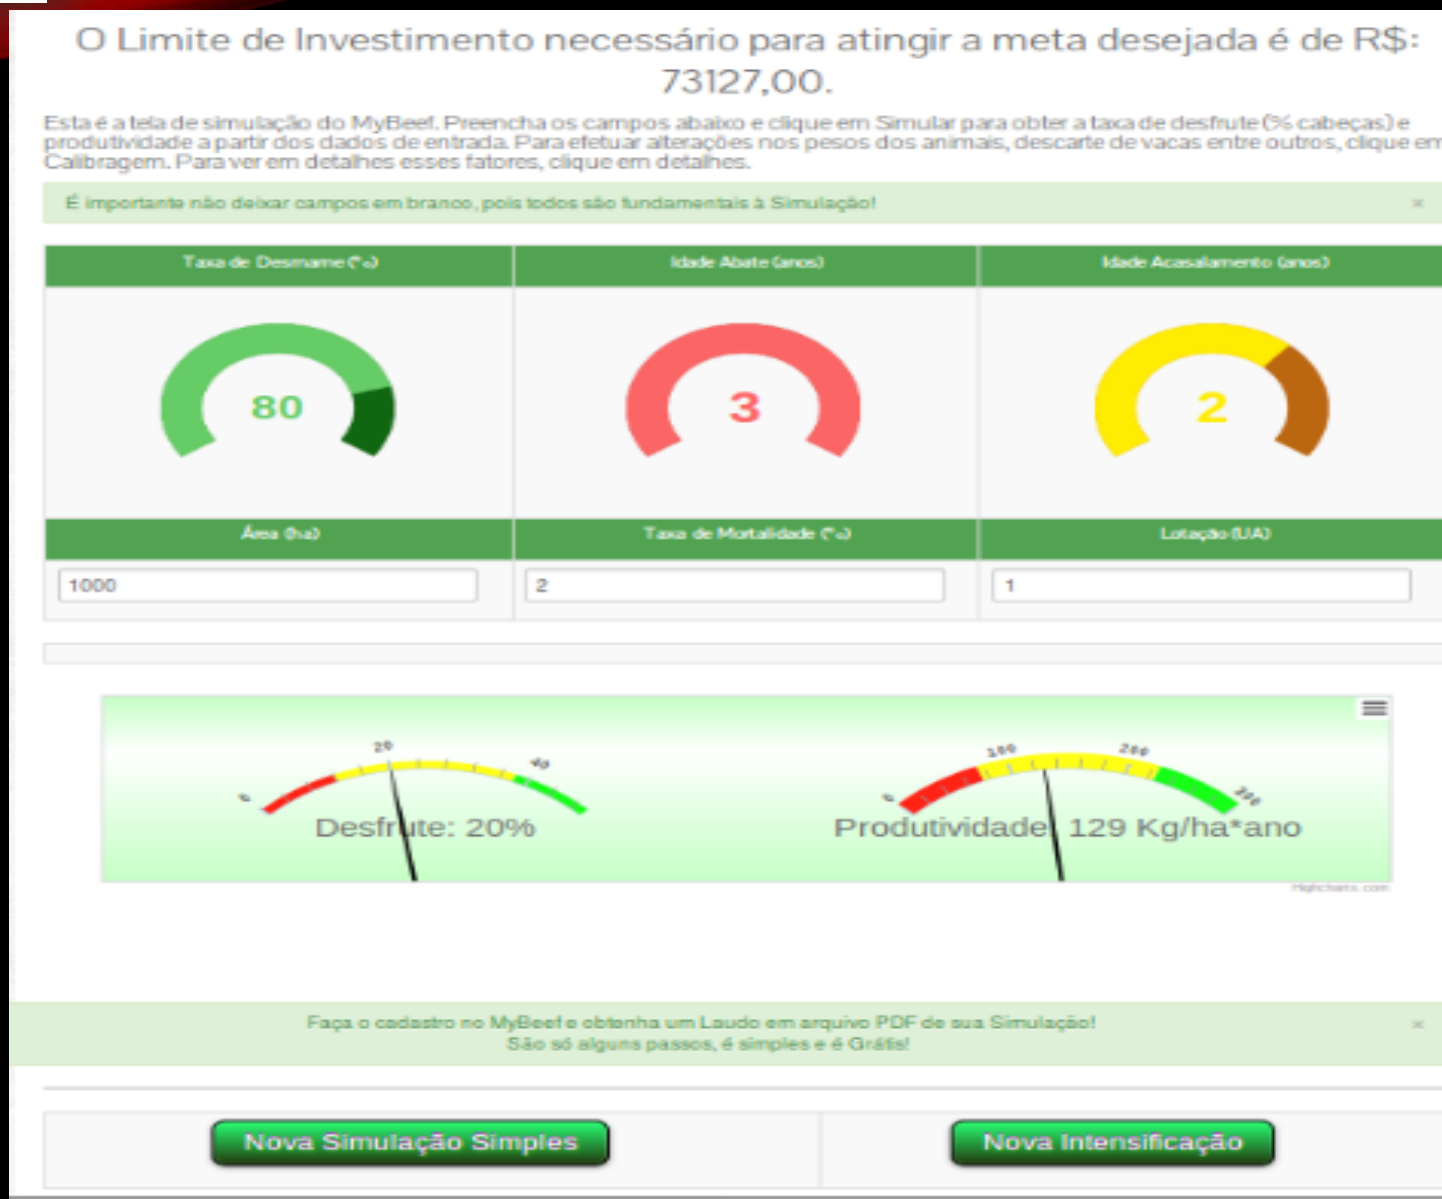 O Limite de Investimento necessário para atingir a meta desejada é de R$:
73127,00.
Esta é a tela de simulação do MyBeef. Preencha os campos abaixo e clique em Simular para obter a taxa de desfrute (% cabeças) e
produtividade a partir dos dados de entrada. Para efetuar alterações nos pesos dos animais, descarte de vacas entre outros, clique em
Calibragem. Para ver em detalhes esses fatores, clique em detalhes.
É importante não deixar campos em branco, pois todos são fundamentais à Simulação!
×
Taxa de Desmame (%) Idade Abate (anos) Idade Acasalamento (anos)
80 3 2
Área (ha) Taxa de Mortalidade (%) Lotação (UA)
1000 2 1
0 20 40
0 100 200 300
Desfrute: 20% Produtividade: 129 Kg/ha*ano
Highcharts.com
Faça o cadastro no MyBeef e obtenha um Laudo em arquivo PDF de sua Simulação!
×
São só alguns passos, é simples e é Grátis!
Nova Simulação Simples Nova Intensificação